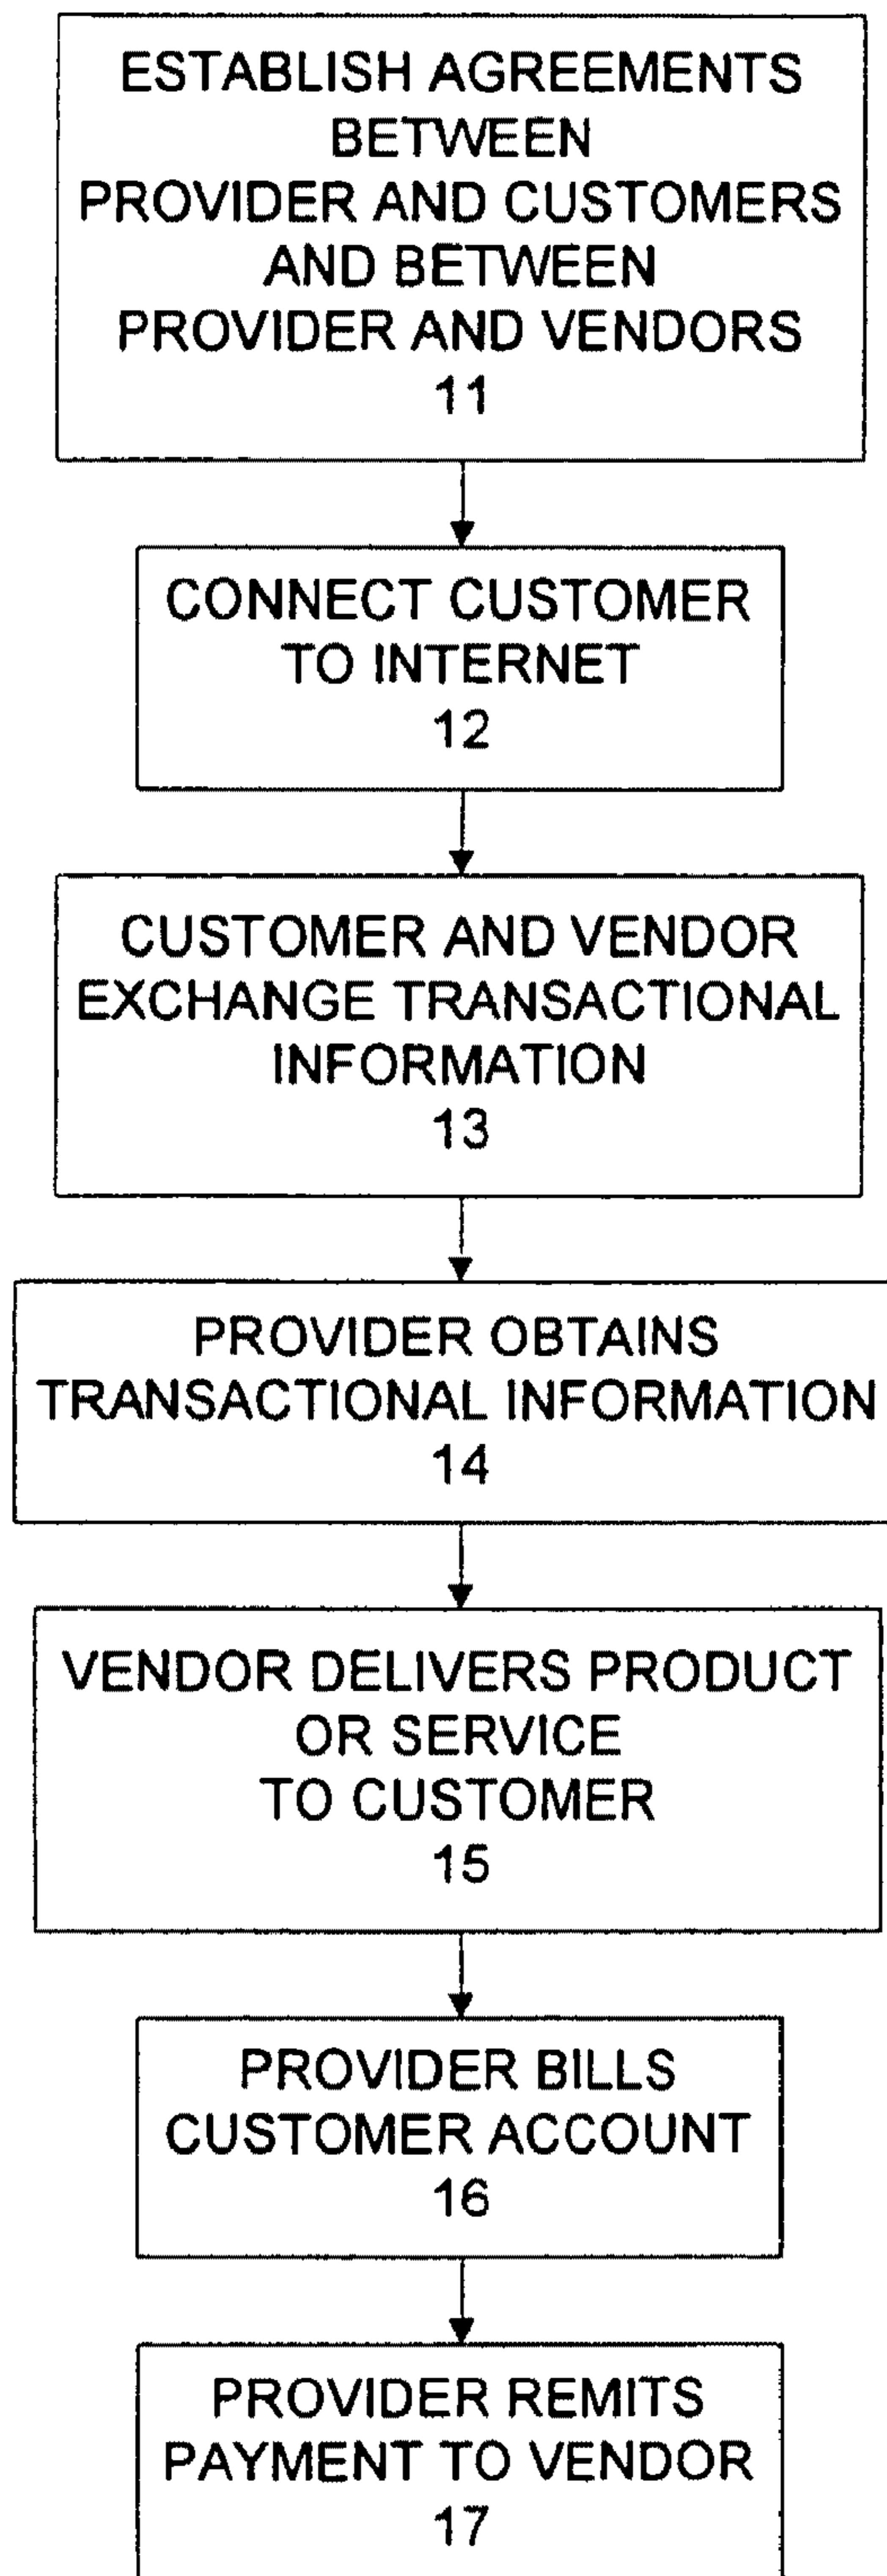 ESTABLISH AGREEMENTS
BETWEEN
PROVIDER AND CUSTOMERS
AND BETWEEN
PROVIDER AND VENDORS
11
CONNECT CUSTOMER
TO INTERNET
12
CUSTOMER AND VENDOR
EXCHANGE TRANSACTIONAL
INFORMATION
13
PROVIDER OBTAINS
TRANSACTIONAL INFORMATION
14
VENDOR DELIVERS PRODUCT
OR SERVICE
TO CUSTOMER
15
PROVIDER BILLS
CUSTOMER ACCOUNT
16
PROVIDER REMITS
PAYMENT TO VENDOR
17